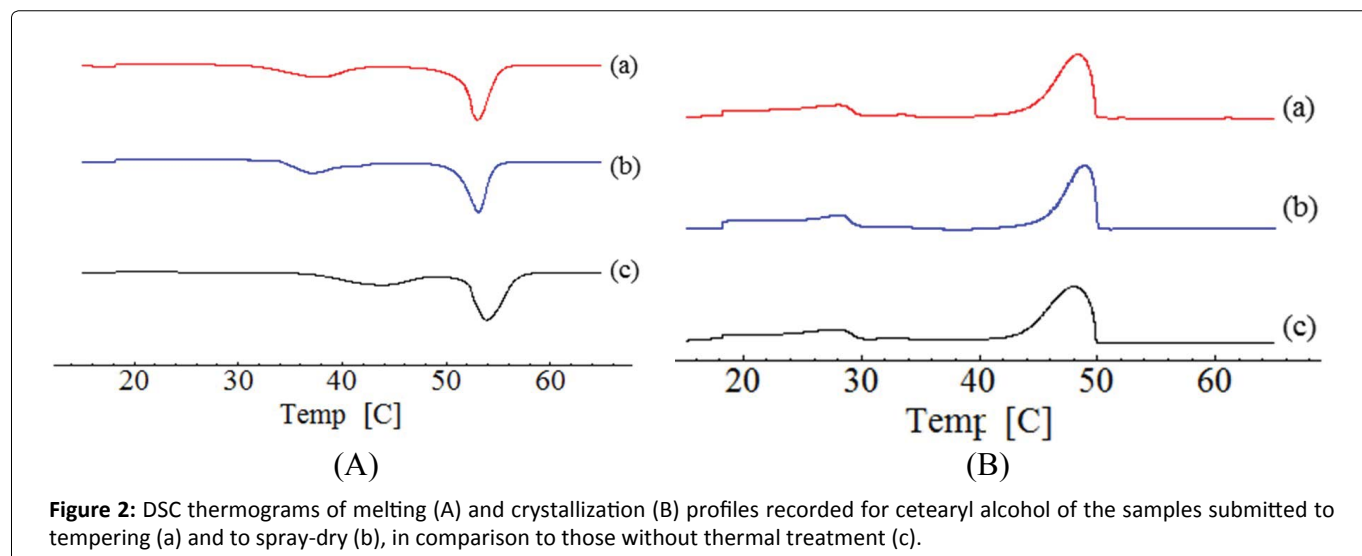 (a)
(b)
(c)
20 30 40 50 60
Temp [C]
(A)
(a)
(b)
(c)
20 30 40 50 60
Temp [C]
(B)
Figure 2: DSC thermograms of melting (A) and crystallization (B) profiles recorded for cetearyl alcohol of the samples submitted to
tempering (a) and to spray-dry (b), in comparison to those without thermal treatment (c).